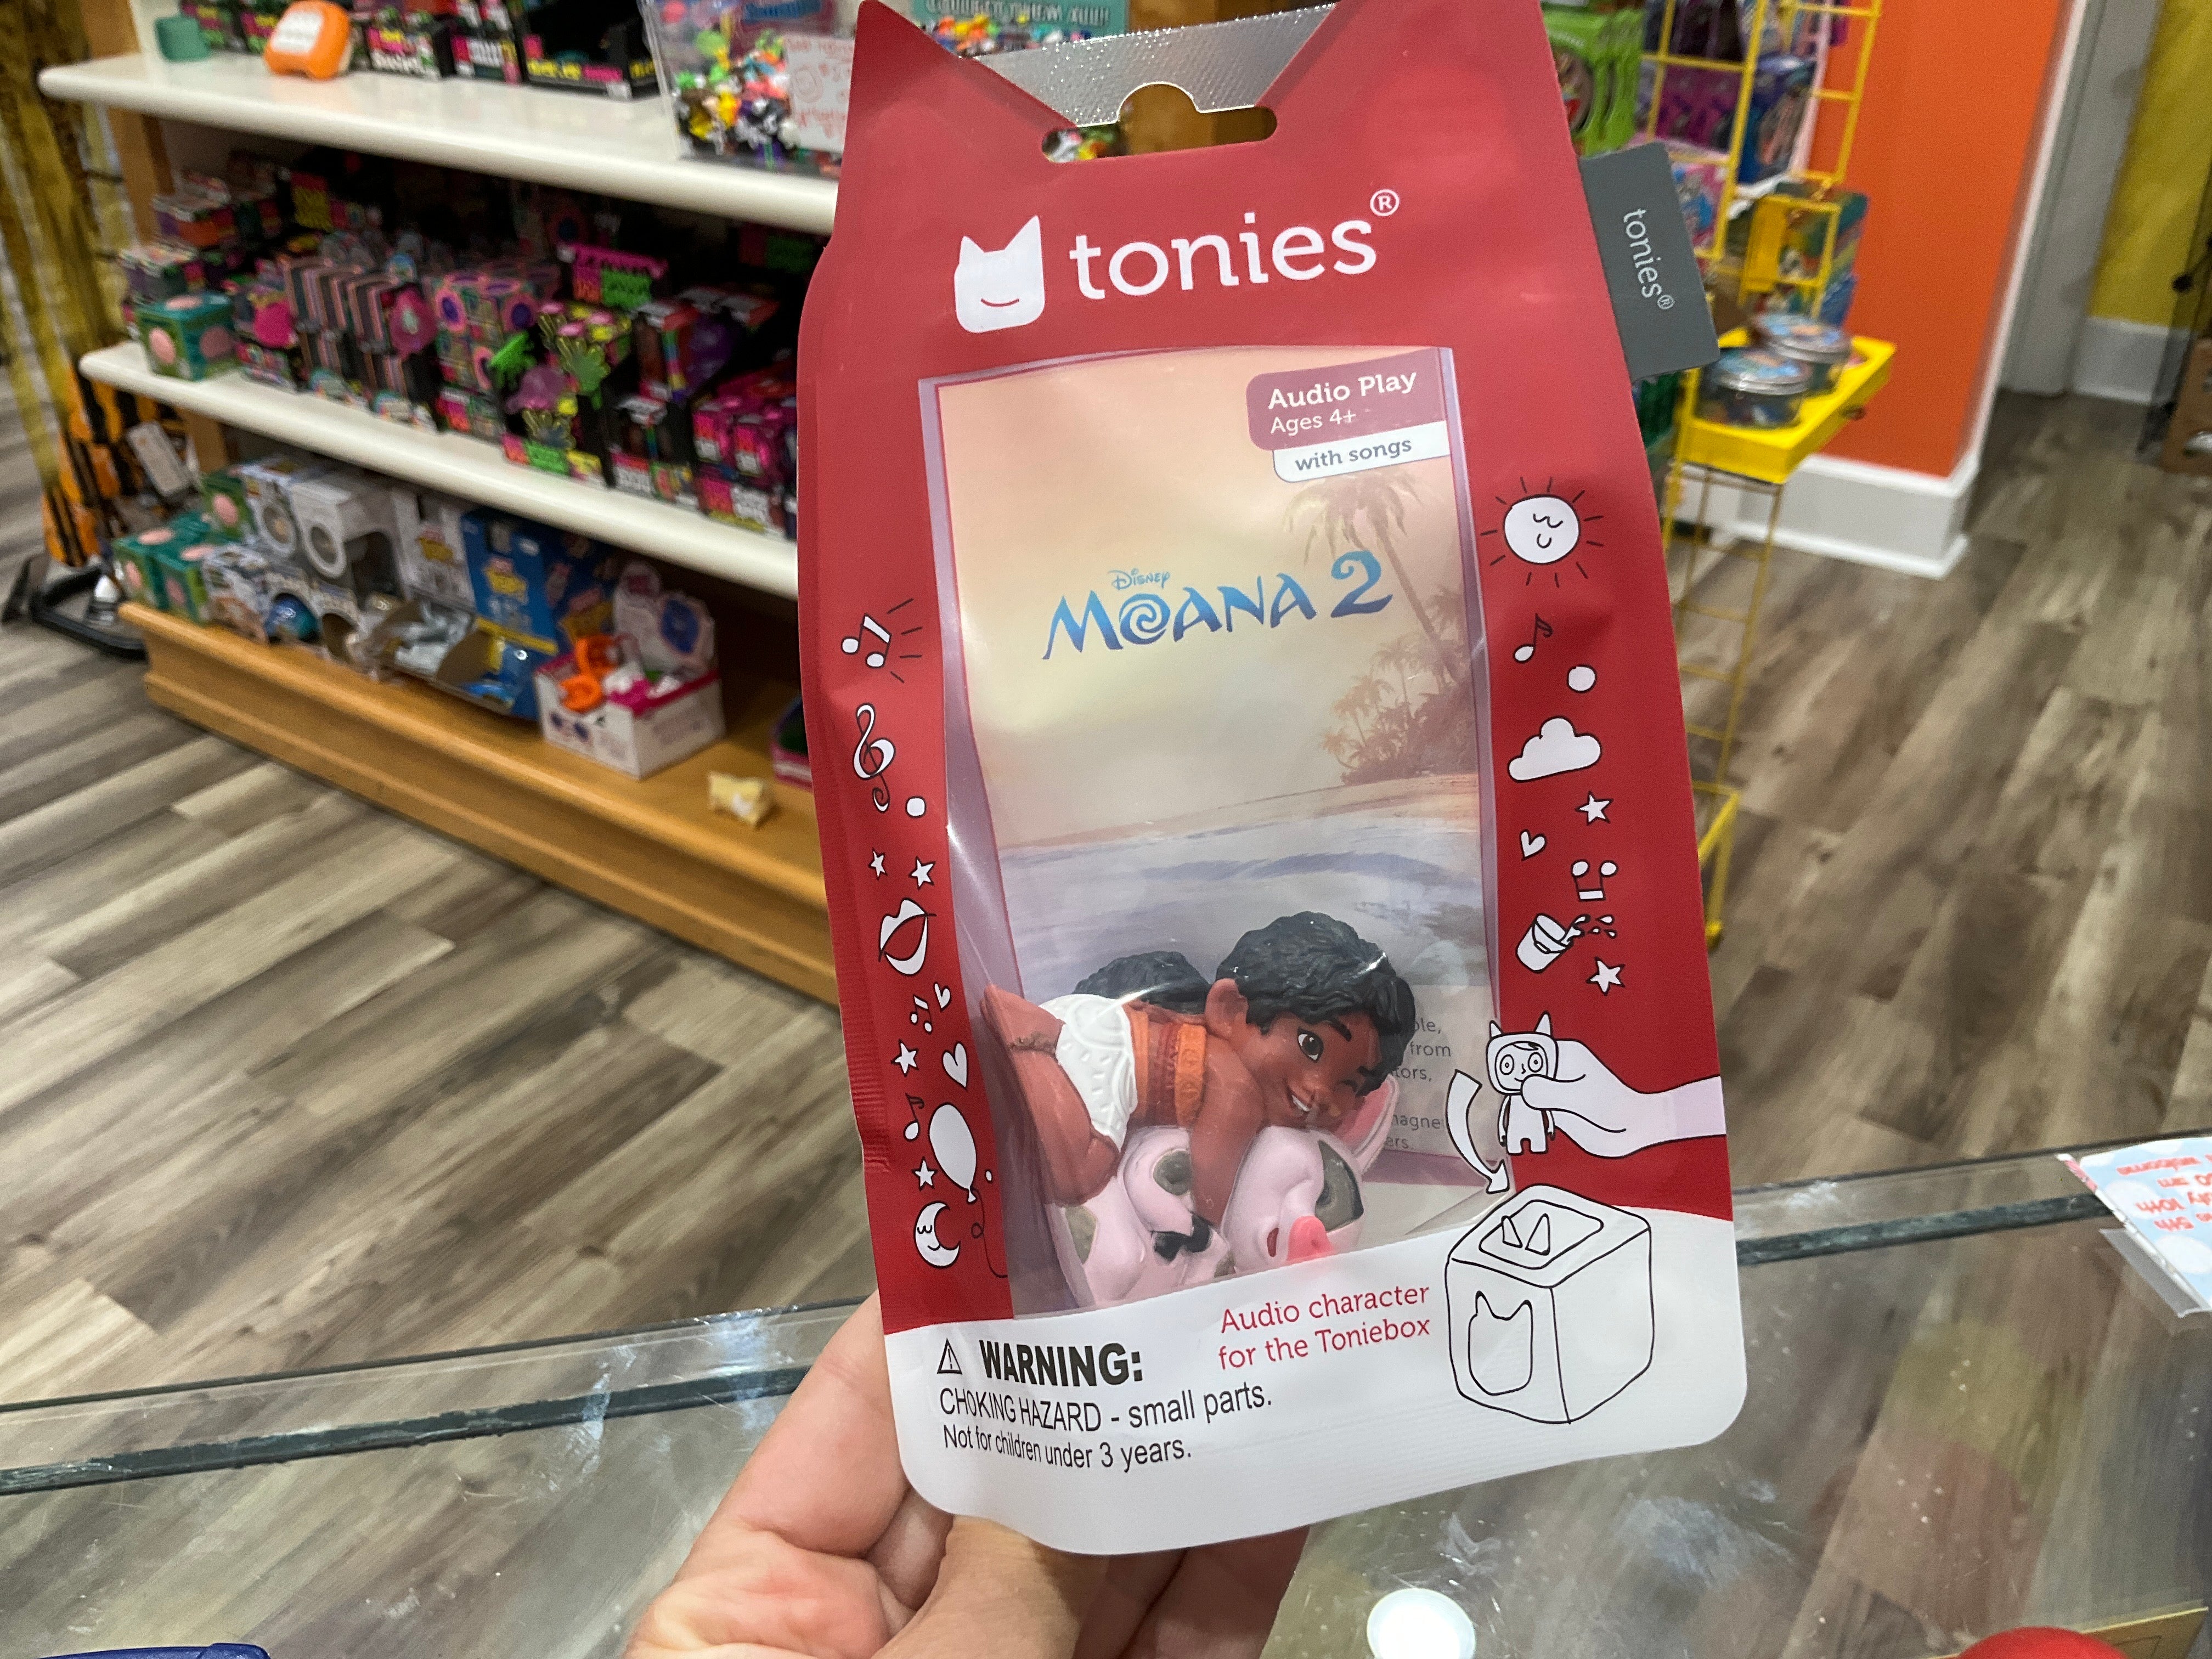 tonies®
tonies®
Audio Play
Ages 4+
with songs
Disney
MOANA 2
from
WARNING:
CHOKING HAZARD - small parts.
Not for children under 3 years.
Audio character
for the Toniebox